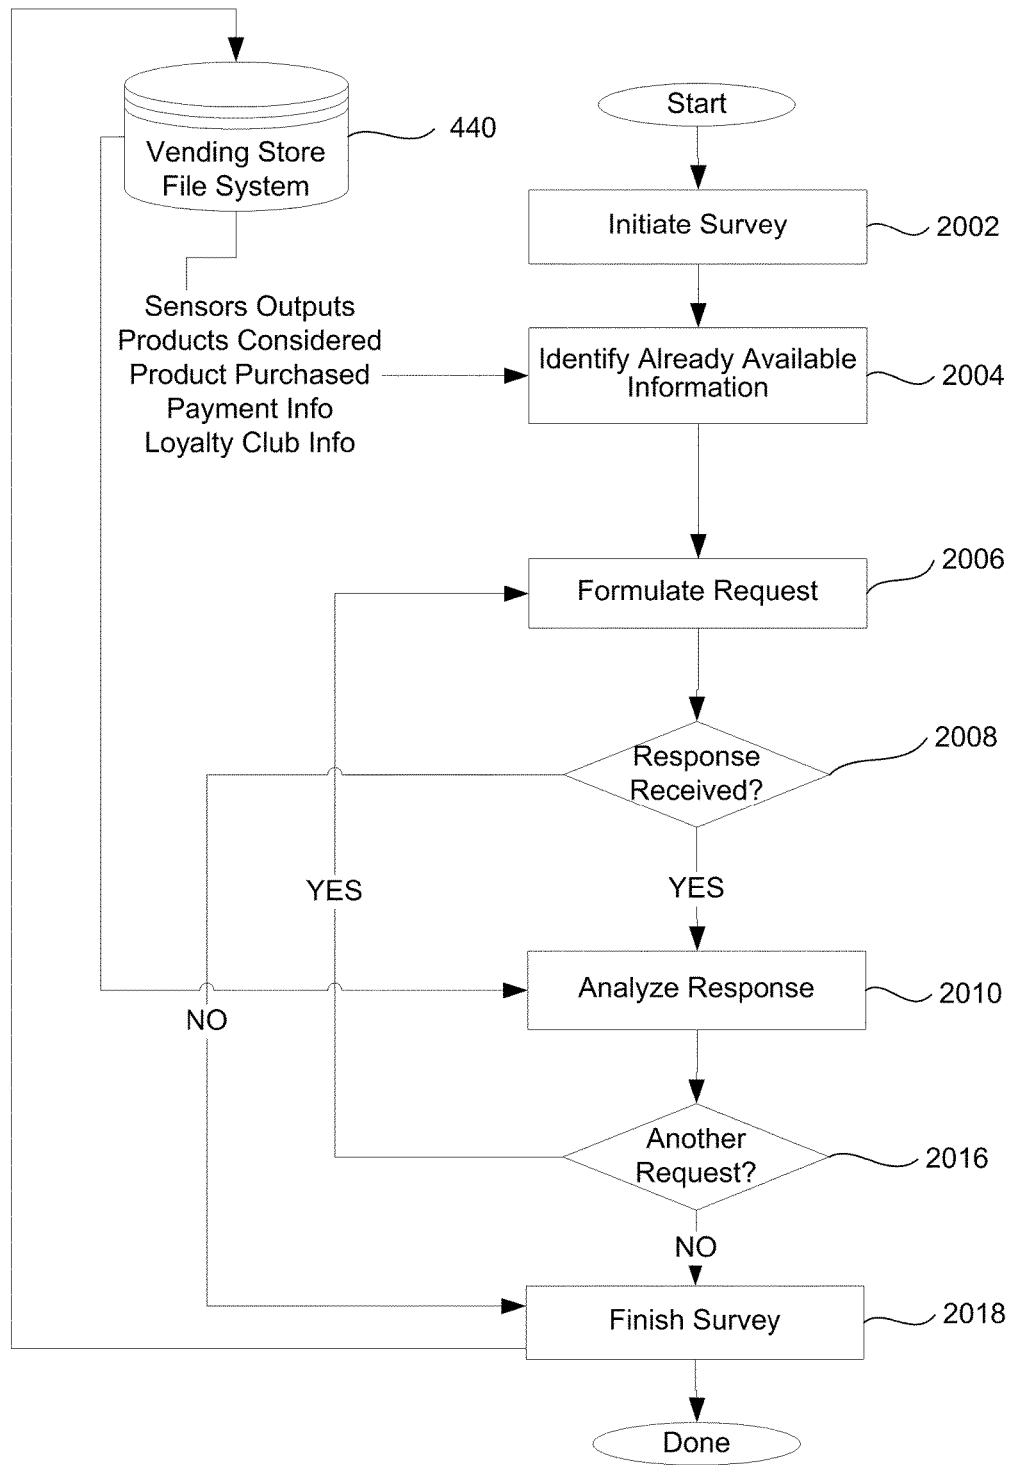 Start
440
Vending Store
File System
Initiate Survey
2002
Sensors Outputs
Products Considered
Product Purchased
Payment Info
Loyalty Club Info
Identify Already Available
Information
2004
Formulate Request
2006
Response
Received?
2008
YES
YES
Analyze Response
2010
NO
Another
Request?
2016
NO
Finish Survey
2018
Done